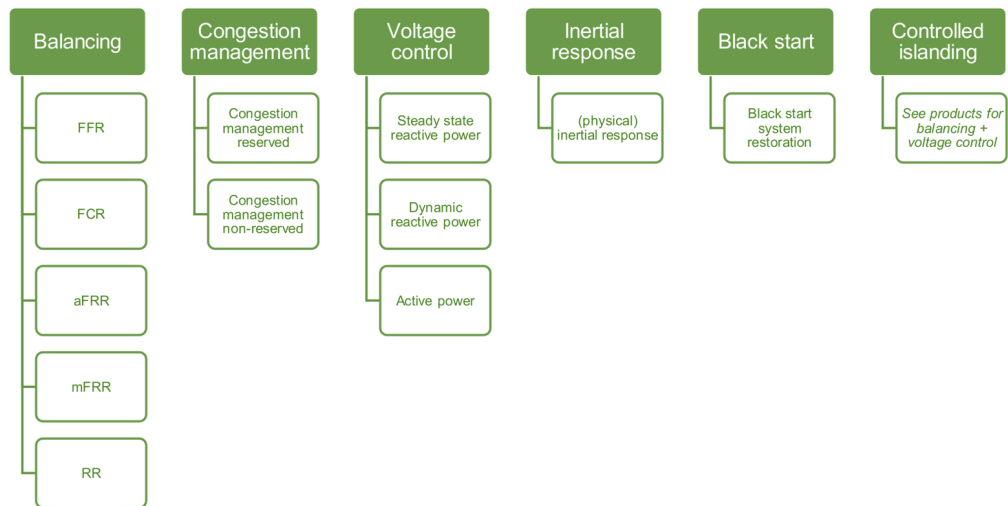 Balancing
FFR
FCR
aFRR
mFRR
RR
Congestion
management
Congestion
management
reserved
Congestion
management
non-reserved
Voltage
control
Steady state
reactive power
Dynamic
reactive power
Active power
Inertial
response
(physical)
inertial response
Black start
Black start
system
restoration
Controlled
islanding
See products for
balancing +
voltage control